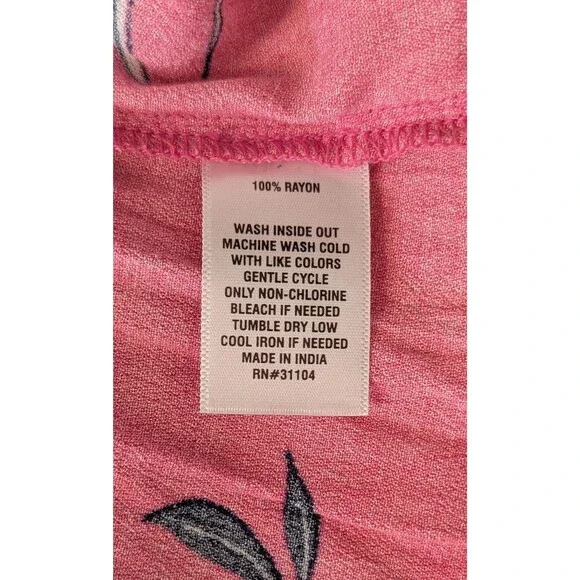 100% RAYON
WASH INSIDE OUT
MACHINE WASH COLD
WITH LIKE COLORS
GENTLE CYCLE
ONLY NON-CHLORINE
BLEACH IF NEEDED
TUMBLE DRY LOW
COOL IRON IF NEEDED
MADE IN INDIA
RN#31104